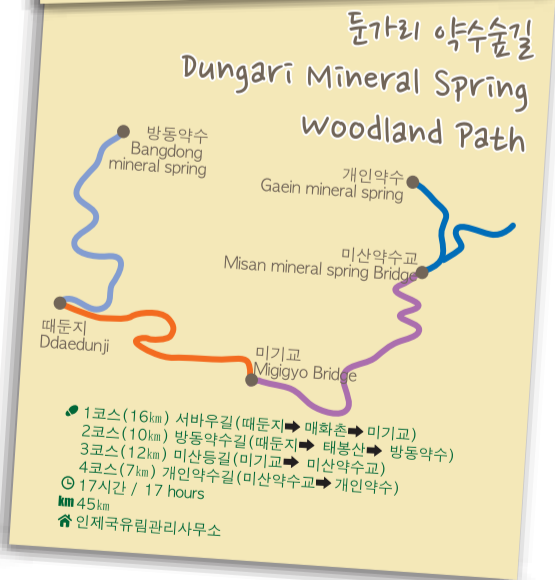 둔가리 약수숲길
Dungari Mineral Spring
Woodland Path
방동약수
Bangdong
mineral spring
개인약수
Gaein mineral spring
미산약수교
Misan mineral spring Bridge
때둔지
Ddaedunji
미기교
Migigyo Bridge
1코스(16㎞) 서바우길(때둔지➡ 매화촌➡미기교)
2코스(10㎞) 방동약수길(때둔지➡ 태봉산➡ 방동약수)
3코스(12㎞) 미산등길(미기교➡ 미산약수교)
4코스(7㎞) 개인약수길(미산약수교➡개인약수)
17시간 / 17 hours
km 45㎞
인제국유림관리사무소